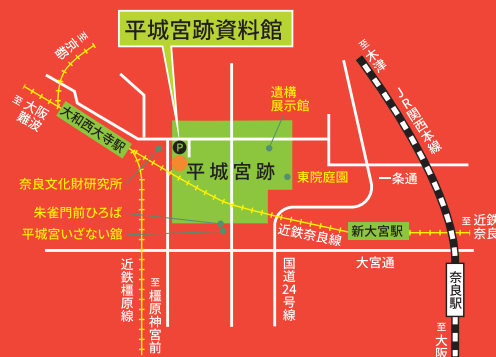 平城宮跡資料館
至京都
至大阪
難波
大和西大寺駅
P
遺構
展示館
至木津
JR関西本線
平城宮跡
奈良文化財研究所
東院庭園
一条通
朱雀門前ひろば
平城宮いざない館
近鉄奈良線
新大宮駅
至近鉄
奈良
大宮通
近鉄橿原線
至橿原神宮前
国道24号線
奈良駅
至大阪